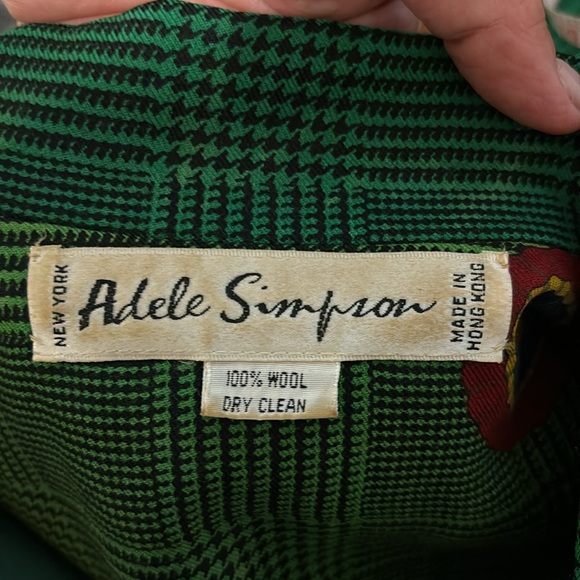 NEW YORK
Adele Simpson
MADE IN
HONG KONG
100% WOOL
DRY CLEAN